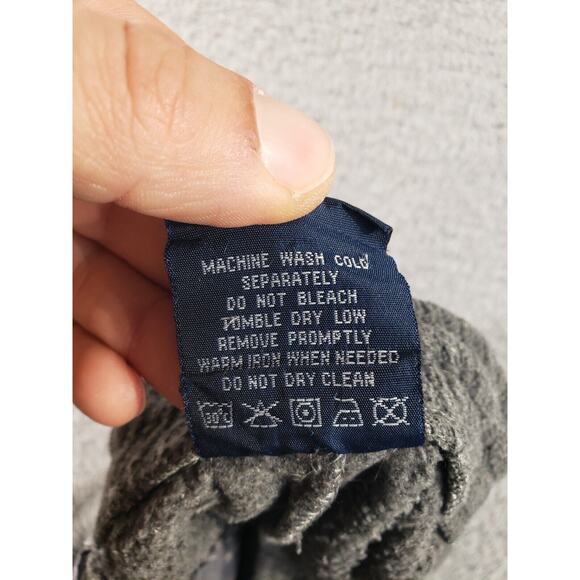 MACHINE WASH COLD
SEPARATELY
DO NOT BLEACH
TUMBLE DRY LOW
REMOVE PROMPTLY
WARM IRON WHEN NEEDED
DO NOT DRY CLEAN
30°C